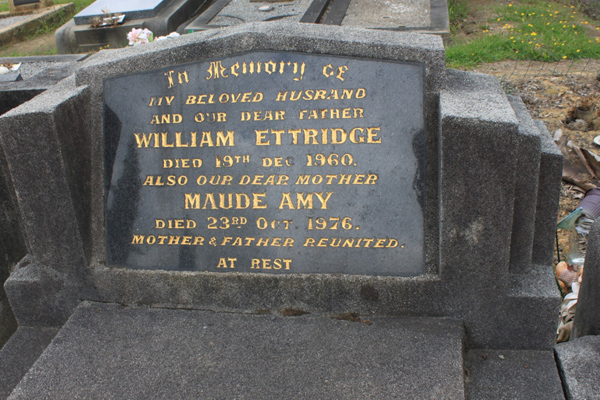 In Memory of
MY BELOVED HUSBAND
AND OUR DEAR FATHER
WILLIAM ETTRIDGE
DIED 19TH DEC 1960.
ALSO OUR DEAR MOTHER
MAUDE AMY
DIED 23RD OCT. 1976.
MOTHER & FATHER REUNITED.
AT REST